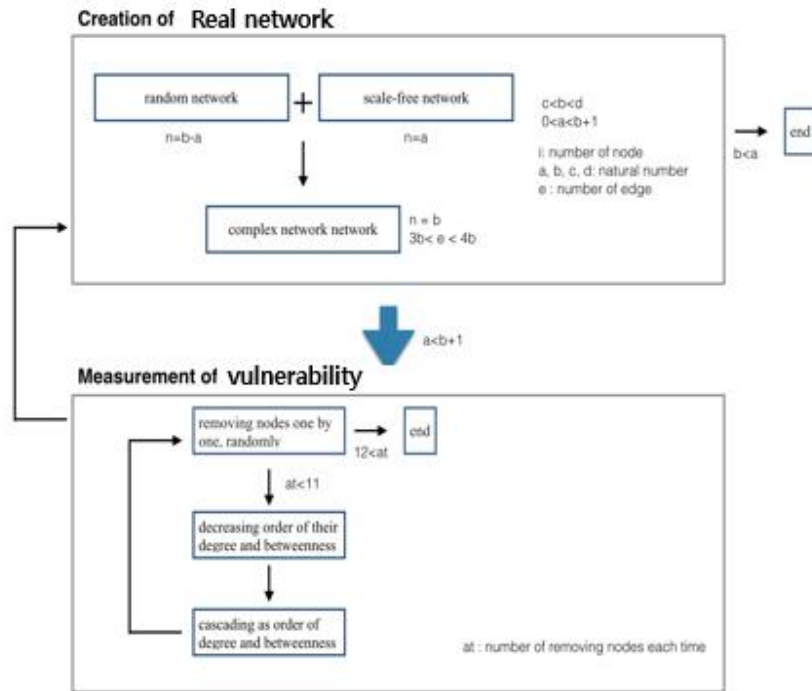 Creation of Real network
random network
+
scale-free network
n=b-a
n=a
c<b<d
0<a<b+1
i: number of node
a, b, c, d: natural number
e : number of edge
b<a
end
complex network network
n = b
3b< e < 4b
a<b+1
Measurement of vulnerability
removing nodes one by
one, randomly
end
12<at
at<11
decreasing order of their
degree and betweenness
cascading as order of
degree and betweenness
at : number of removing nodes each time